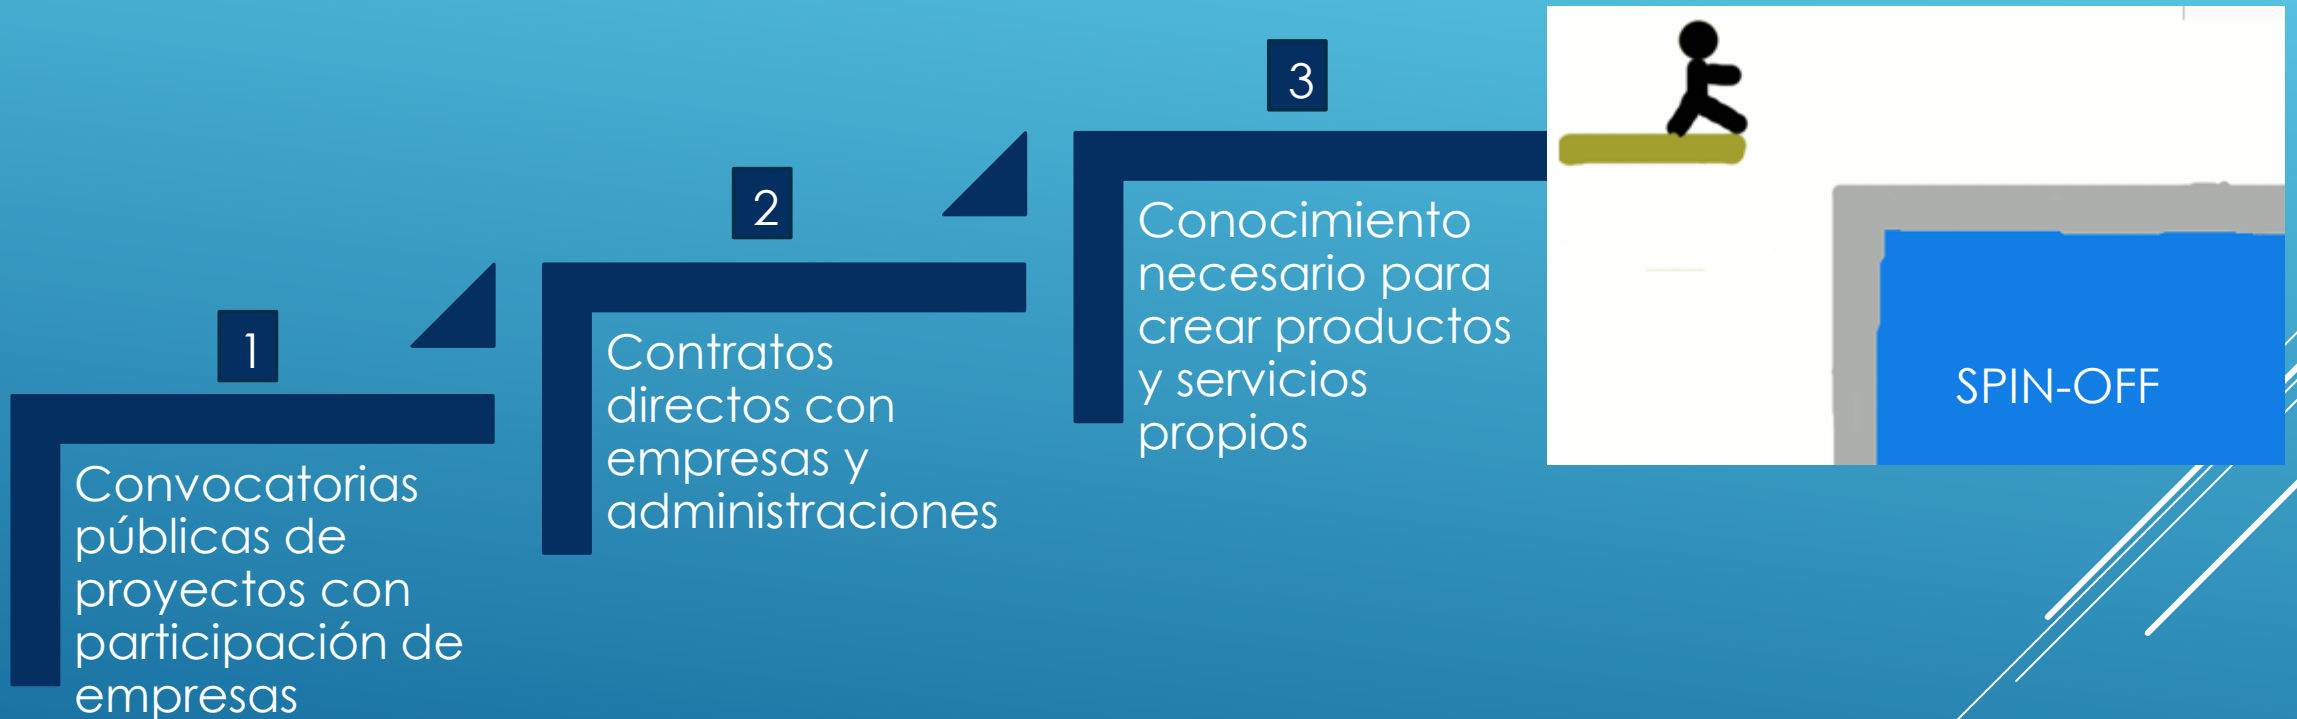 1
Convocatorias
públicas de
proyectos con
participación de
empresas
2
Contratos
directos con
empresas y
administraciones
3
Conocimiento
necesario para
crear productos
y servicios
propios
SPIN-OFF